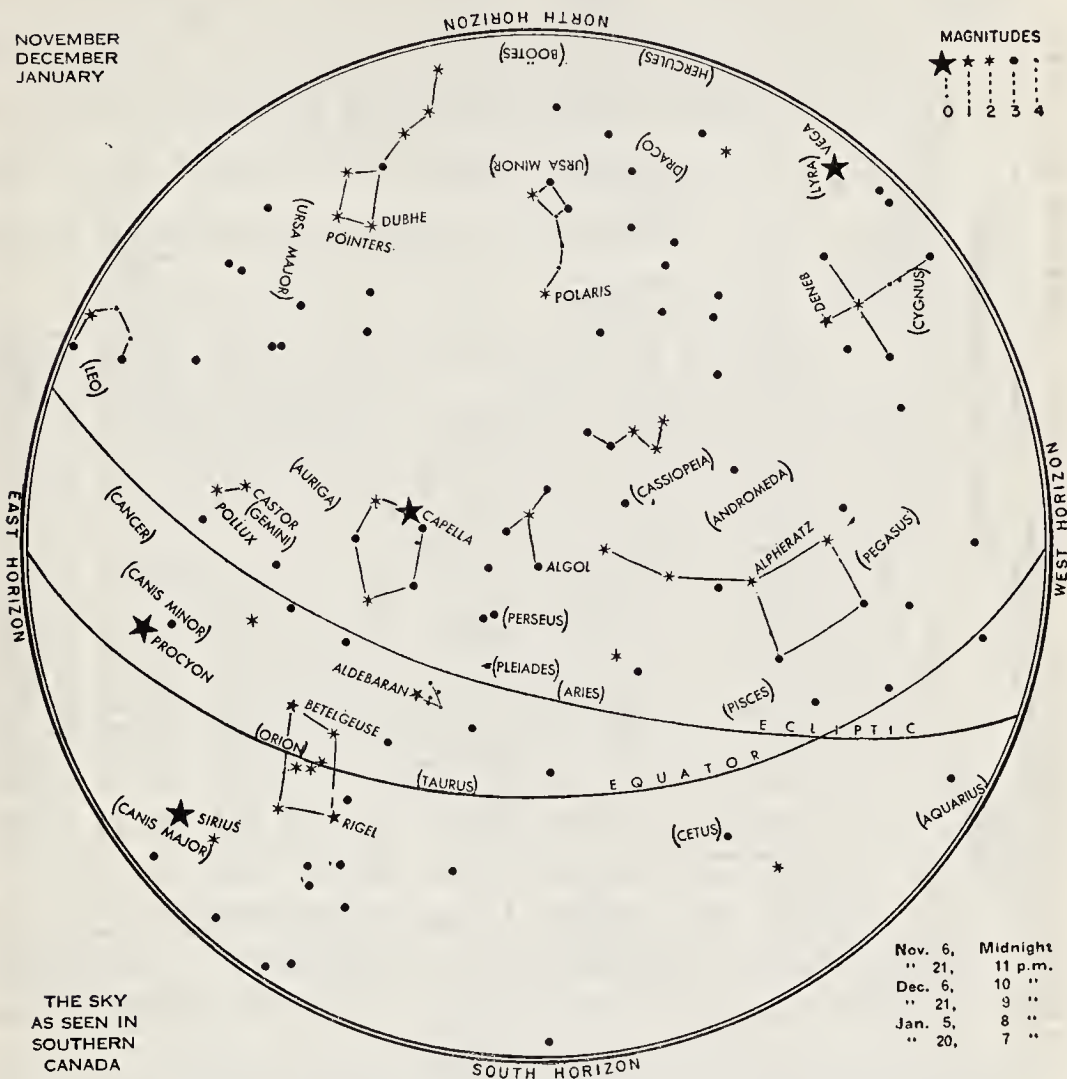 NOVEMBER
DECEMBER
JANUARY
NORTH HORIZON
MAGNITUDES
0 1 2 3 4
(BOÖTES)
(HERCULES)
(DRACO)
VEGA
(LYRA)
(URSA MINOR)
(URSA MAJOR)
DUBHE
POINTERS
POLARIS
DENEB
(CYGNUS)
(LEO)
(CASSIOPEIA)
(ANDROMEDA)
(AURIGA)
CASTOR
(GEMINI)
POLLUX
CAPELLA
(CANCER)
EAST HORIZON
WEST HORIZON
ALGOL
ALPHERATZ
(PEGASUS)
(CANIS MINOR)
PROCYON
(PERSEUS)
(PLEIADES)
ALDEBARAN
(ARIES)
(PISCES)
ECLIPTIC
BETELGEUSE
(ORION)
(TAURUS)
EQUATOR
(AQUARIUS)
SIRIUS
(CANIS MAJOR)
RIGEL
(CETUS)
Nov. 6, Midnight
" 21, 11 p.m.
Dec. 6, 10 "
" 21, 9 "
Jan. 5, 8 "
" 20, 7 "
THE SKY
AS SEEN IN
SOUTHERN
CANADA
SOUTH HORIZON